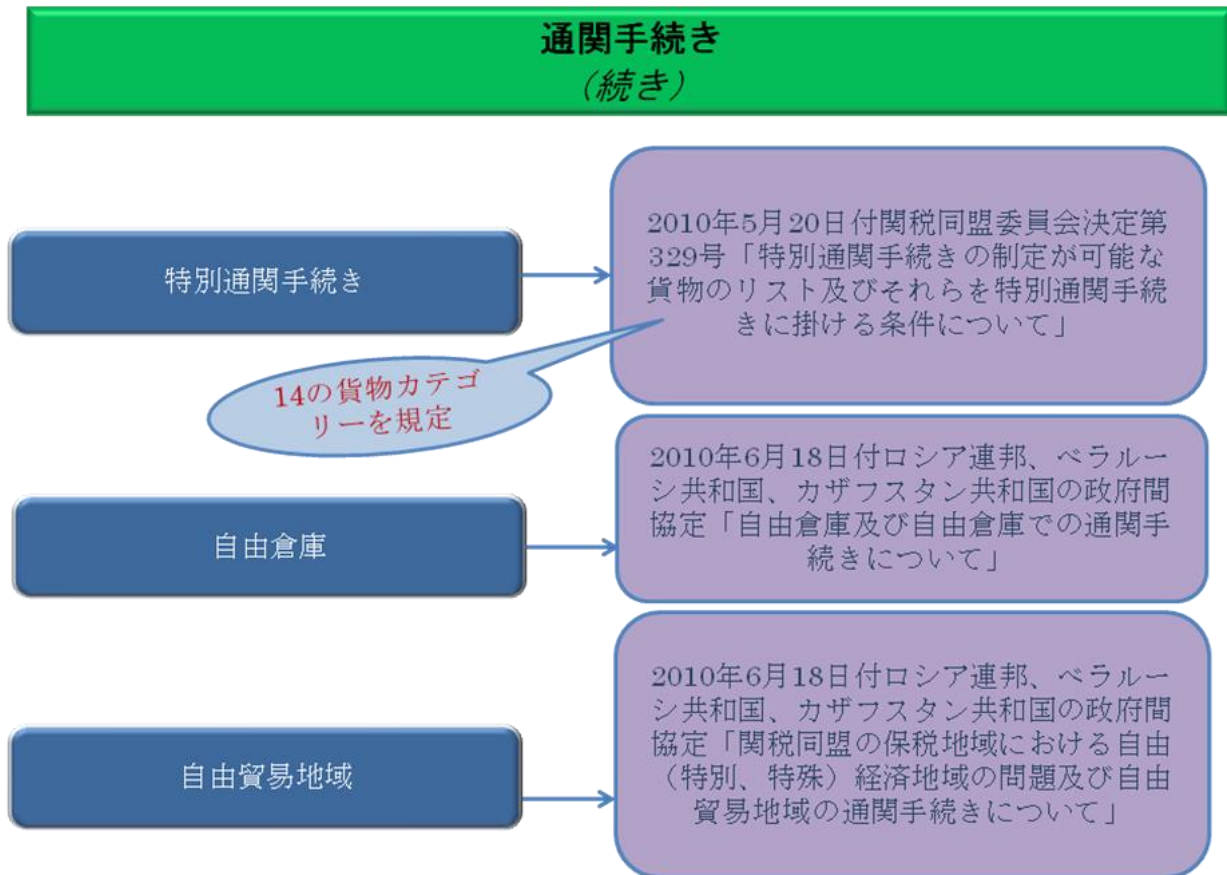 通関手続き
（続き）
特別通関手続き
2010年5月20日付関税同盟委員会決定第
329号「特別通関手続きの制定が可能な
貨物のリスト及びそれらを特別通関手続
きに掛ける条件について」
14の貨物カテゴ
リーを規定
自由倉庫
2010年6月18日付ロシア連邦、ベラルー
シ共和国、カザフスタン共和国の政府間
協定「自由倉庫及び自由倉庫での通関手
続きについて」
自由貿易地域
2010年6月18日付ロシア連邦、ベラルー
シ共和国、カザフスタン共和国の政府間
協定「関税同盟の保税地域における自由
（特別、特殊）経済地域の問題及び自由
貿易地域の通関手続きについて」